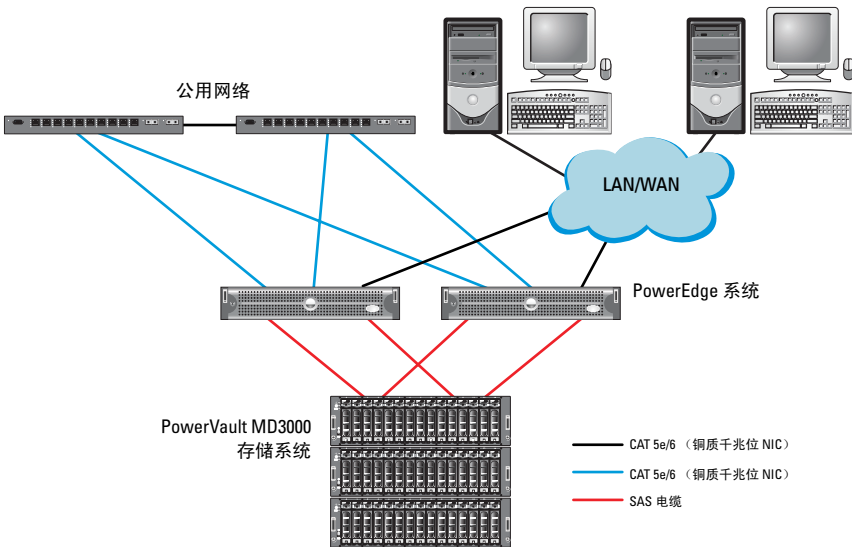 公用网络
LAN/WAN
PowerEdge 系统
PowerVault MD3000
存储系统
CAT 5e/6 （铜质千兆位 NIC）
CAT 5e/6 （铜质千兆位 NIC）
SAS 电缆